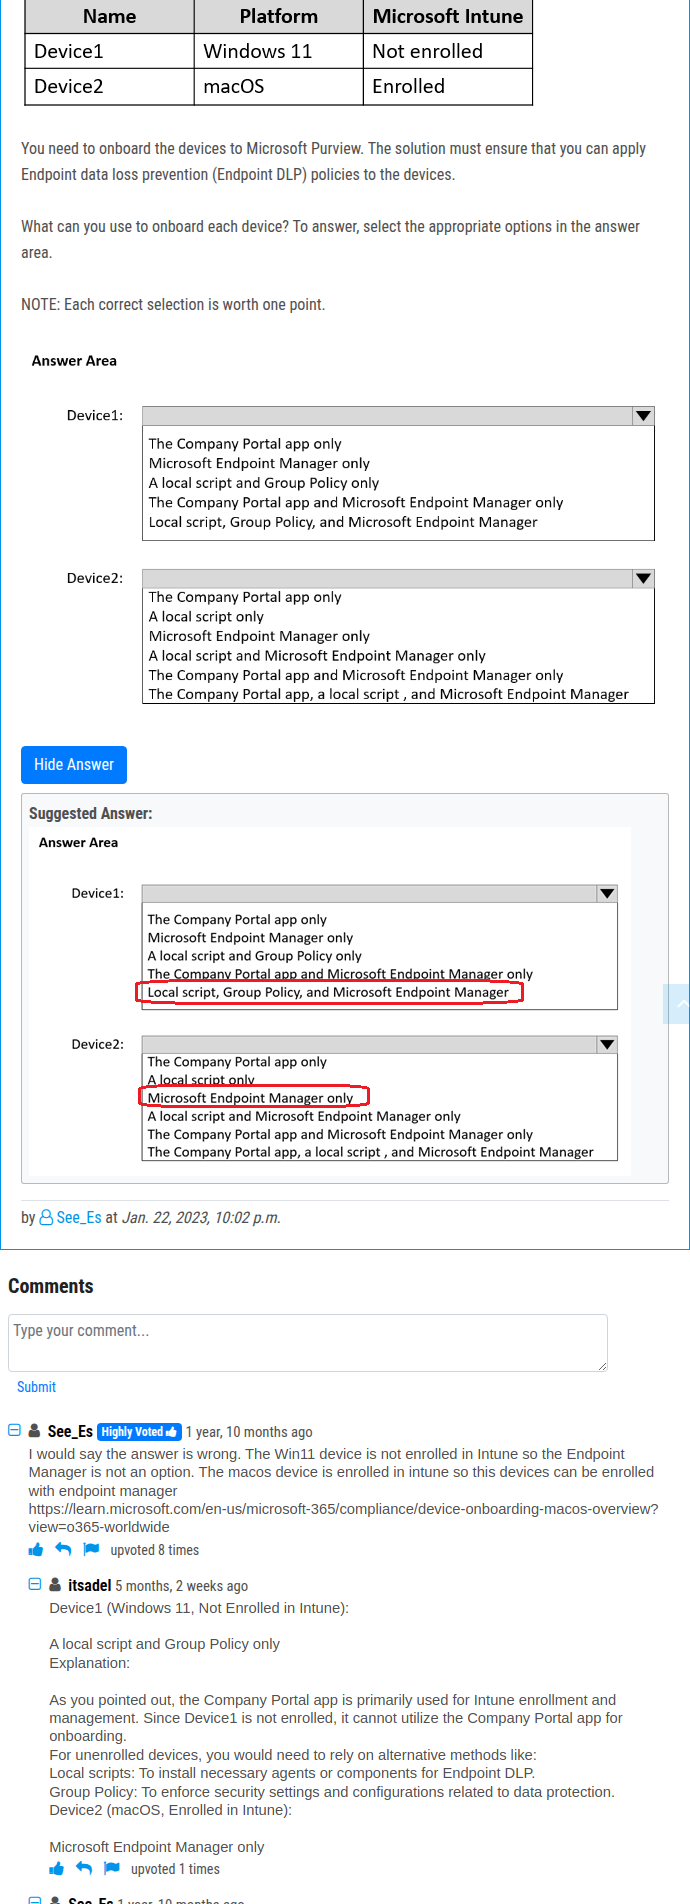 Name Platform Microsoft Intune
Device1 Windows 11 Not enrolled
Device2 macOS Enrolled
You need to onboard the devices to Microsoft Purview. The solution must ensure that you can apply
Endpoint data loss prevention (Endpoint DLP) policies to the devices.
What can you use to onboard each device? To answer, select the appropriate options in the answer
area.
NOTE: Each correct selection is worth one point.
Answer Area
Device1:
The Company Portal app only
Microsoft Endpoint Manager only
A local script and Group Policy only
The Company Portal app and Microsoft Endpoint Manager only
Local script, Group Policy, and Microsoft Endpoint Manager
Device2:
The Company Portal app only
A local script only
Microsoft Endpoint Manager only
A local script and Microsoft Endpoint Manager only
The Company Portal app and Microsoft Endpoint Manager only
The Company Portal app, a local script , and Microsoft Endpoint Manager
Hide Answer
Suggested Answer:
Answer Area
Device1:
The Company Portal app only
Microsoft Endpoint Manager only
A local script and Group Policy only
The Company Portal app and Microsoft Endpoint Manager only
Local script, Group Policy, and Microsoft Endpoint Manager
Device2:
The Company Portal app only
A local script only
Microsoft Endpoint Manager only
A local script and Microsoft Endpoint Manager only
The Company Portal app and Microsoft Endpoint Manager only
The Company Portal app, a local script , and Microsoft Endpoint Manager
by See_Es at Jan. 22, 2023, 10:02 p.m.
Comments
Type your comment...
Submit
See_Es Highly Voted 1 year, 10 months ago
I would say the answer is wrong. The Win11 device is not enrolled in Intune so the Endpoint
Manager is not an option. The macos device is enrolled in intune so this devices can be enrolled
with endpoint manager
https://learn.microsoft.com/en-us/microsoft-365/compliance/device-onboarding-macos-overview?
view=o365-worldwide
upvoted 8 times
itsadel 5 months, 2 weeks ago
Device1 (Windows 11, Not Enrolled in Intune):
A local script and Group Policy only
Explanation:
As you pointed out, the Company Portal app is primarily used for Intune enrollment and
management. Since Device1 is not enrolled, it cannot utilize the Company Portal app for
onboarding.
For unenrolled devices, you would need to rely on alternative methods like:
Local scripts: To install necessary agents or components for Endpoint DLP.
Group Policy: To enforce security settings and configurations related to data protection.
Device2 (macOS, Enrolled in Intune):
Microsoft Endpoint Manager only
upvoted 1 times
See_Es 1 year, 10 months ago